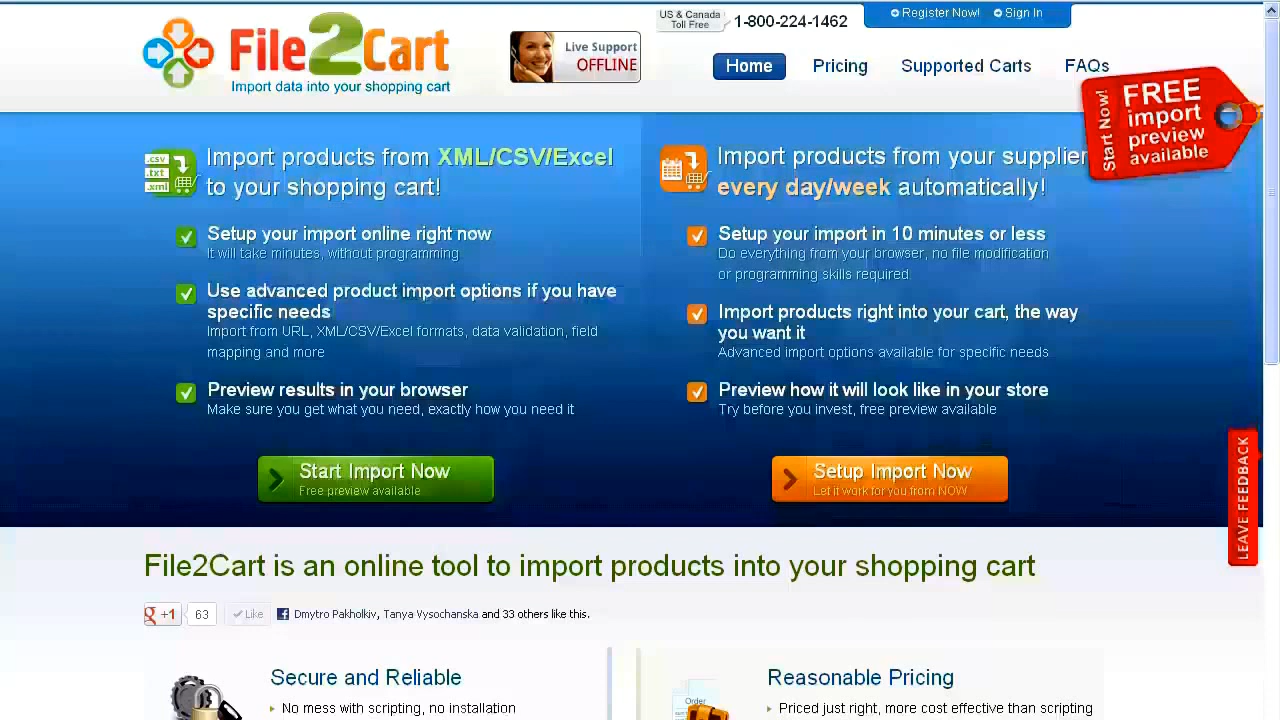 File2Cart
Import data into your shopping cart
Live Support
OFFLINE
US & Canada
Toll Free
1-800-224-1462
Register Now!
Sign In
Home
Pricing
Supported Carts
FAQs
Start Now!
FREE
import
preview
available
.csv
.txt
.xml
Import products from XML/CSV/Excel
to your shopping cart!
Setup your import online right now
It will take minutes, without programming
Use advanced product import options if you have
specific needs
Import from URL, XML/CSV/Excel formats, data validation, field
mapping and more
Preview results in your browser
Make sure you get what you need, exactly how you need it
Start Import Now
Free preview available
Import products from your supplier
every day/week automatically!
Setup your import in 10 minutes or less
Do everything from your browser, no file modification
or programming skills required
Import products right into your cart, the way
you want it
Advanced import options available for specific needs
Preview how it will look like in your store
Try before you invest, free preview available
Setup Import Now
Let it work for you from NOW
LEAVE FEEDBACK
File2Cart is an online tool to import products into your shopping cart
g +1
63
Like
Dmytro Pakholkiv, Tanya Vysochanska and 33 others like this.
Secure and Reliable
No mess with scripting, no installation
Order
Reasonable Pricing
Priced just right, more cost effective than scripting